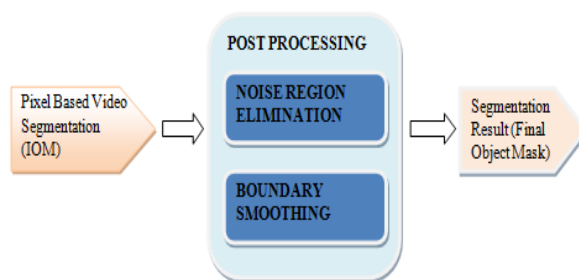 Pixel Based Video
Segmentation
(IOM)
POST PROCESSING
NOISE REGION
ELIMINATION
BOUNDARY
SMOOTHING
Segmentation
Result (Final
Object Mask)